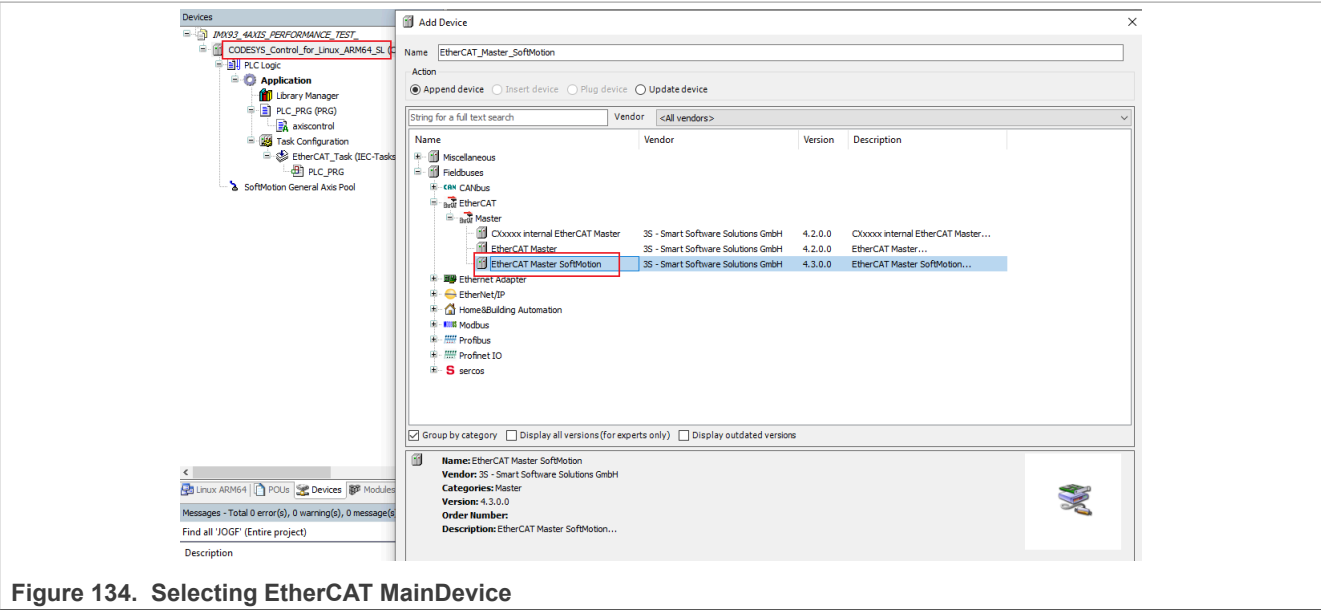 Devices
IMX93_4AXIS_PERFORMANCE_TEST_
CODESYS_Control_for_Linux_ARM64_SL (C
PLC Logic
Application
Library Manager
PLC_PRG (PRG)
axiscontrol
Task Configuration
EtherCAT_Task (IEC-Tasks
PLC_PRG
SoftMotion General Axis Pool
Linux ARM64 POUs Devices Modules
Messages - Total 0 error(s), 0 warning(s), 0 message(s
Find all 'JOGF' (Entire project)
Description
Add Device
Name EtherCAT_Master_SoftMotion
Action
Append device Insert device Plug device Update device
String for a full text search Vendor <All vendors>
Name Vendor Version Description
Miscellaneous
Fieldbuses
CAN CANbus
EtherCAT
Master
CXxxxx internal EtherCAT Master 3S - Smart Software Solutions GmbH 4.2.0.0 CXxxxx internal EtherCAT Master...
EtherCAT Master 3S - Smart Software Solutions GmbH 4.2.0.0 EtherCAT Master...
EtherCAT Master SoftMotion 3S - Smart Software Solutions GmbH 4.3.0.0 EtherCAT Master SoftMotion...
Ethernet Adapter
EtherNet/IP
Home&Building Automation
Modbus
Profibus
Profinet IO
S sercos
Group by category Display all versions (for experts only) Display outdated versions
Name: EtherCAT Master SoftMotion
Vendor: 3S - Smart Software Solutions GmbH
Categories: Master
Version: 4.3.0.0
Order Number:
Description: EtherCAT Master SoftMotion...
Figure 134. Selecting EtherCAT MainDevice